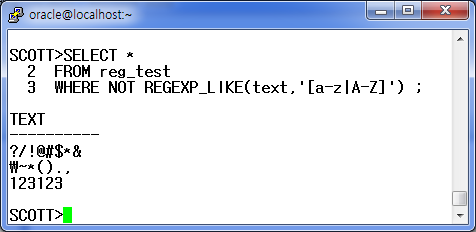 oracle@localhost:~
SCOTT>SELECT *
2 FROM reg_test
3 WHERE NOT REGEXP_LIKE(text,'[a-z|A-Z]') ;
TEXT
----------
?/!@#$*&
₩~*().,
123123
SCOTT>